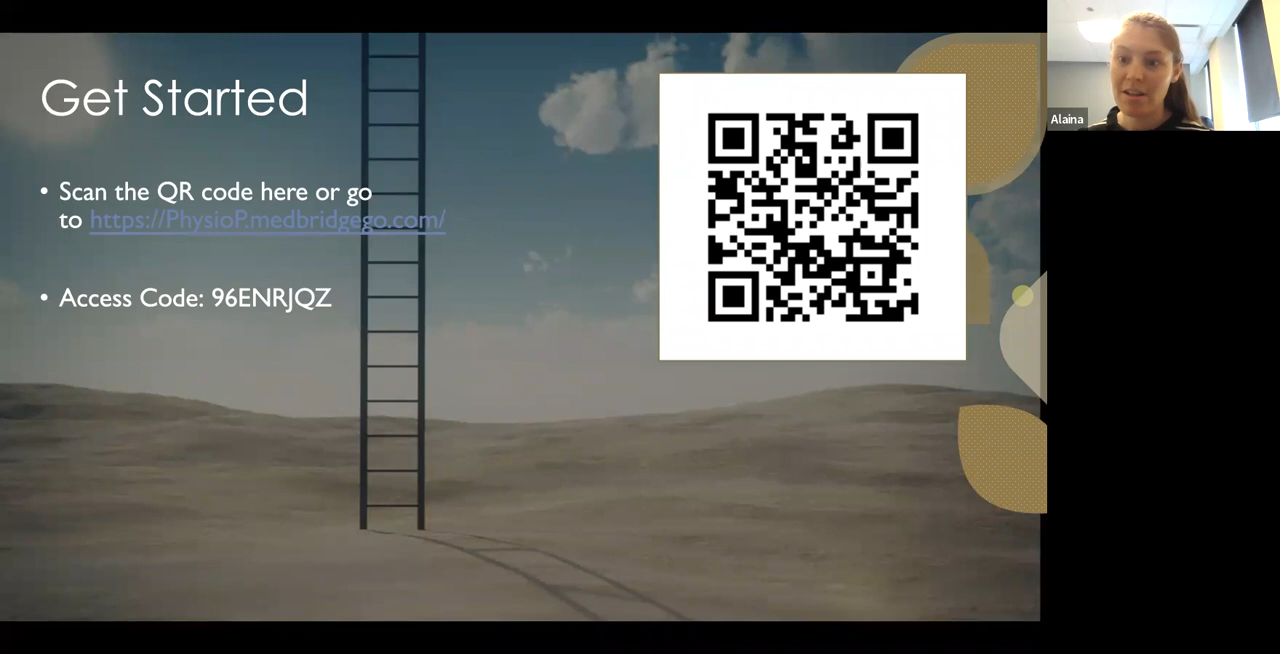 Get Started
• Scan the QR code here or go
to https://PhysioP.medbridgego.com/
• Access Code: 96ENRJQZ
Alaina